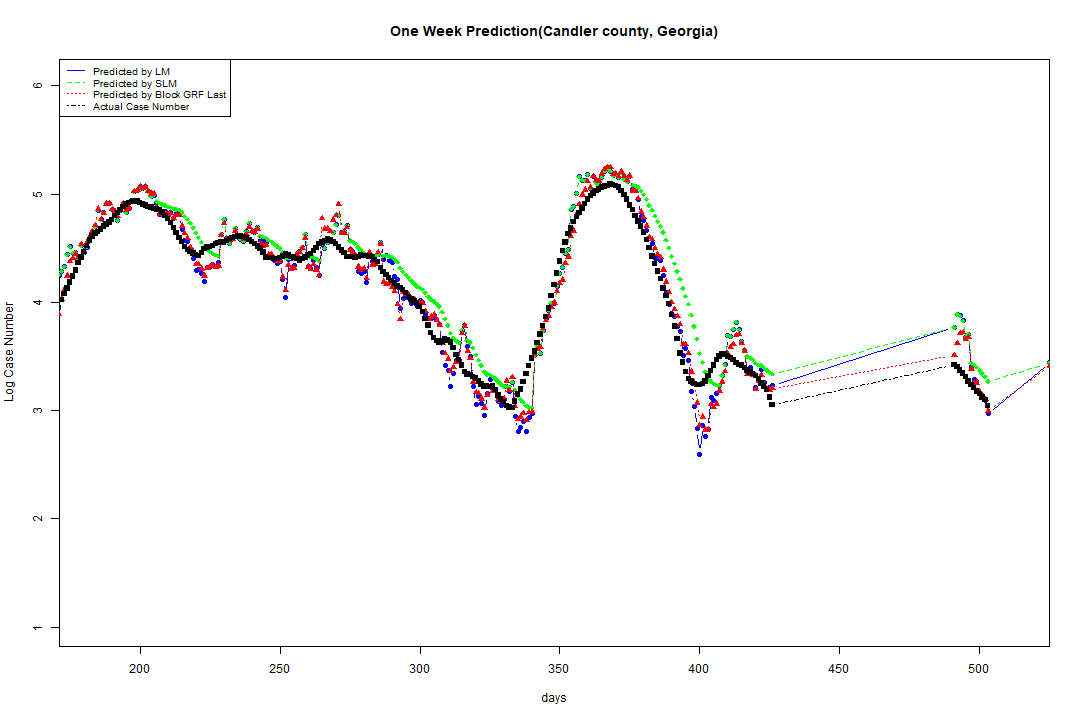 One Week Prediction(Candler county, Georgia)
Predicted by LM
Predicted by SLM
Predicted by Block GRF Last
Actual Case Number
Log Case Number
6
5
4
3
2
1
200 250 300 350 400 450 500
days